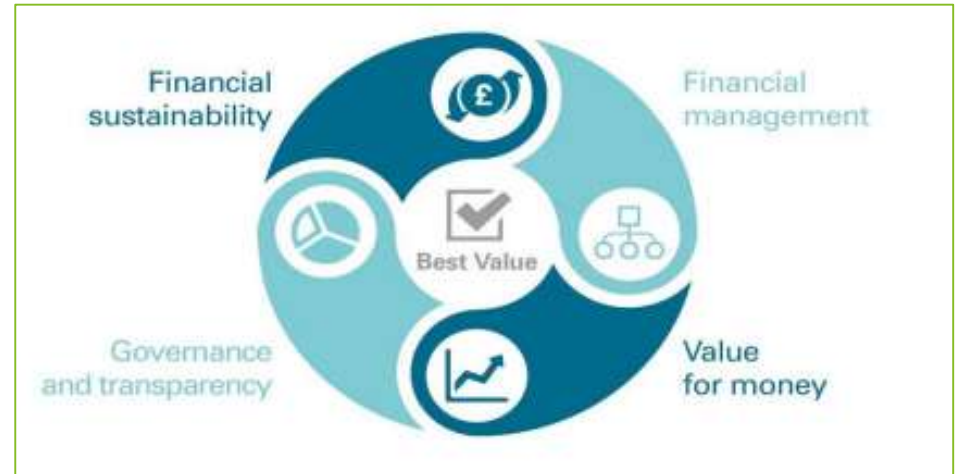 Financial
sustainability
£
Financial
management
Best Value
Governance
and transparency
Value
for money